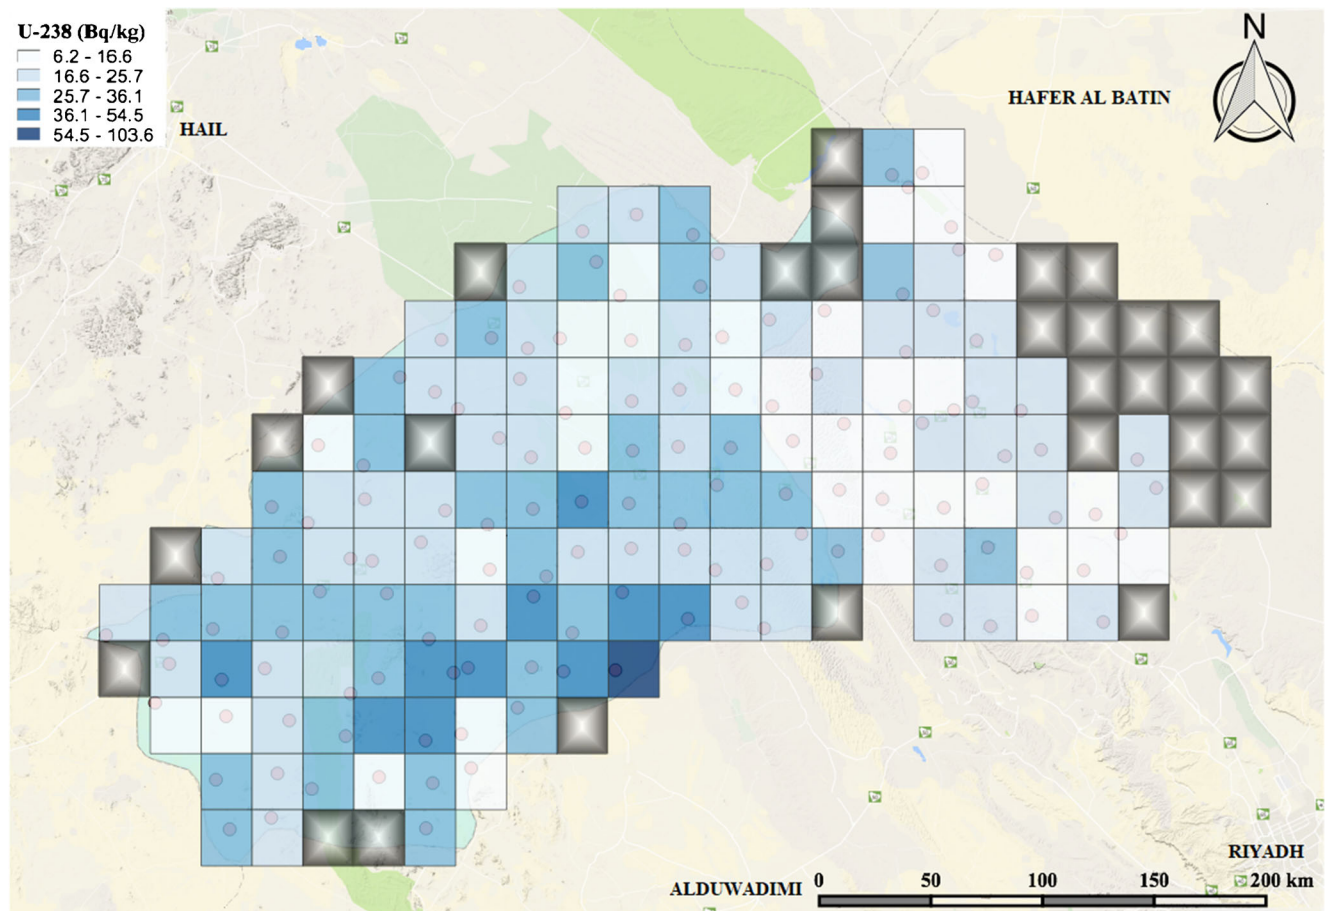 U-238 (Bq/kg)
6.2 - 16.6
16.6 - 25.7
25.7 - 36.1
36.1 - 54.5
54.5 - 103.6
HAIL
HAFER AL BATIN
N
RIYADH
ALDUWADIMI
0 50 100 150 200 km